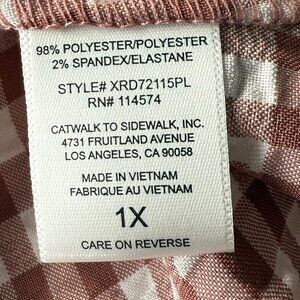 98% POLYESTER/POLYESTER
2% SPANDEX/ELASTANE
STYLE# XRD72115PL
RN# 114574
CATWALK TO SIDEWALK, INC.
4731 FRUITLAND AVENUE
LOS ANGELES, CA 90058
MADE IN VIETNAM
FABRIQUE AU VIETNAM
1X
CARE ON REVERSE